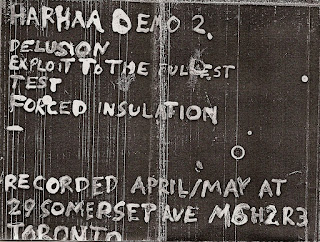 HARHAA DEMO 2.
DELUSION
EXPLOIT TO THE FULLEST
TEST
FORCED INSULATION
–
RECORDED APRIL/MAY AT
29 SOMERSET AVE M6H2R3
TORONTO